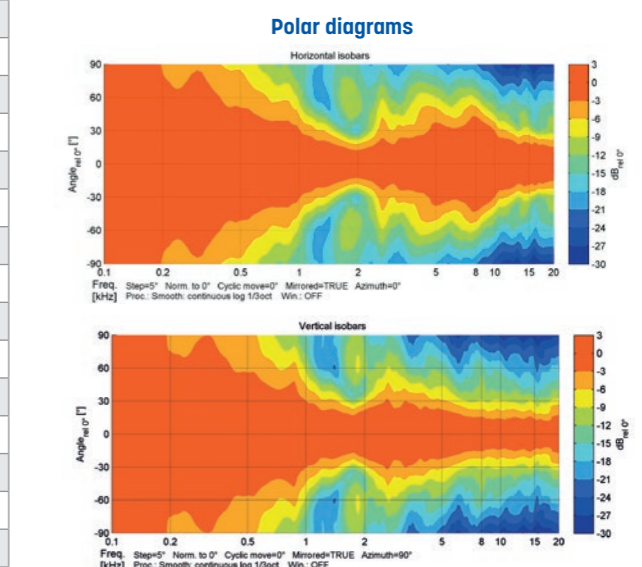 Polar diagrams
Horizontal isobars
90
60
30
0
-30
-60
-90
Angle rel 0° [°]
0.1 0.2 0.5 1 2 5 8 10 15 20
Freq. Step=5° Norm. to 0° Cyclic move=0° Mirrored=TRUE Azimuth=0°
[kHz] Proc.: Smooth: continuous log 1/3oct Win.: OFF
3
0
-3
-6
-9
-12
-15
-18
-21
-24
-27
-30
dB rel 0°
Vertical isobars
90
60
30
0
-30
-60
-90
Angle rel 0° [°]
0.1 0.2 0.5 1 2 5 8 10 15 20
Freq. Step=5° Norm. to 0° Cyclic move=0° Mirrored=TRUE Azimuth=90°
[kHz] Proc.: Smooth: continuous log 1/3oct Win.: OFF
3
0
-3
-6
-9
-12
-15
-18
-21
-24
-27
-30
dB rel 0°